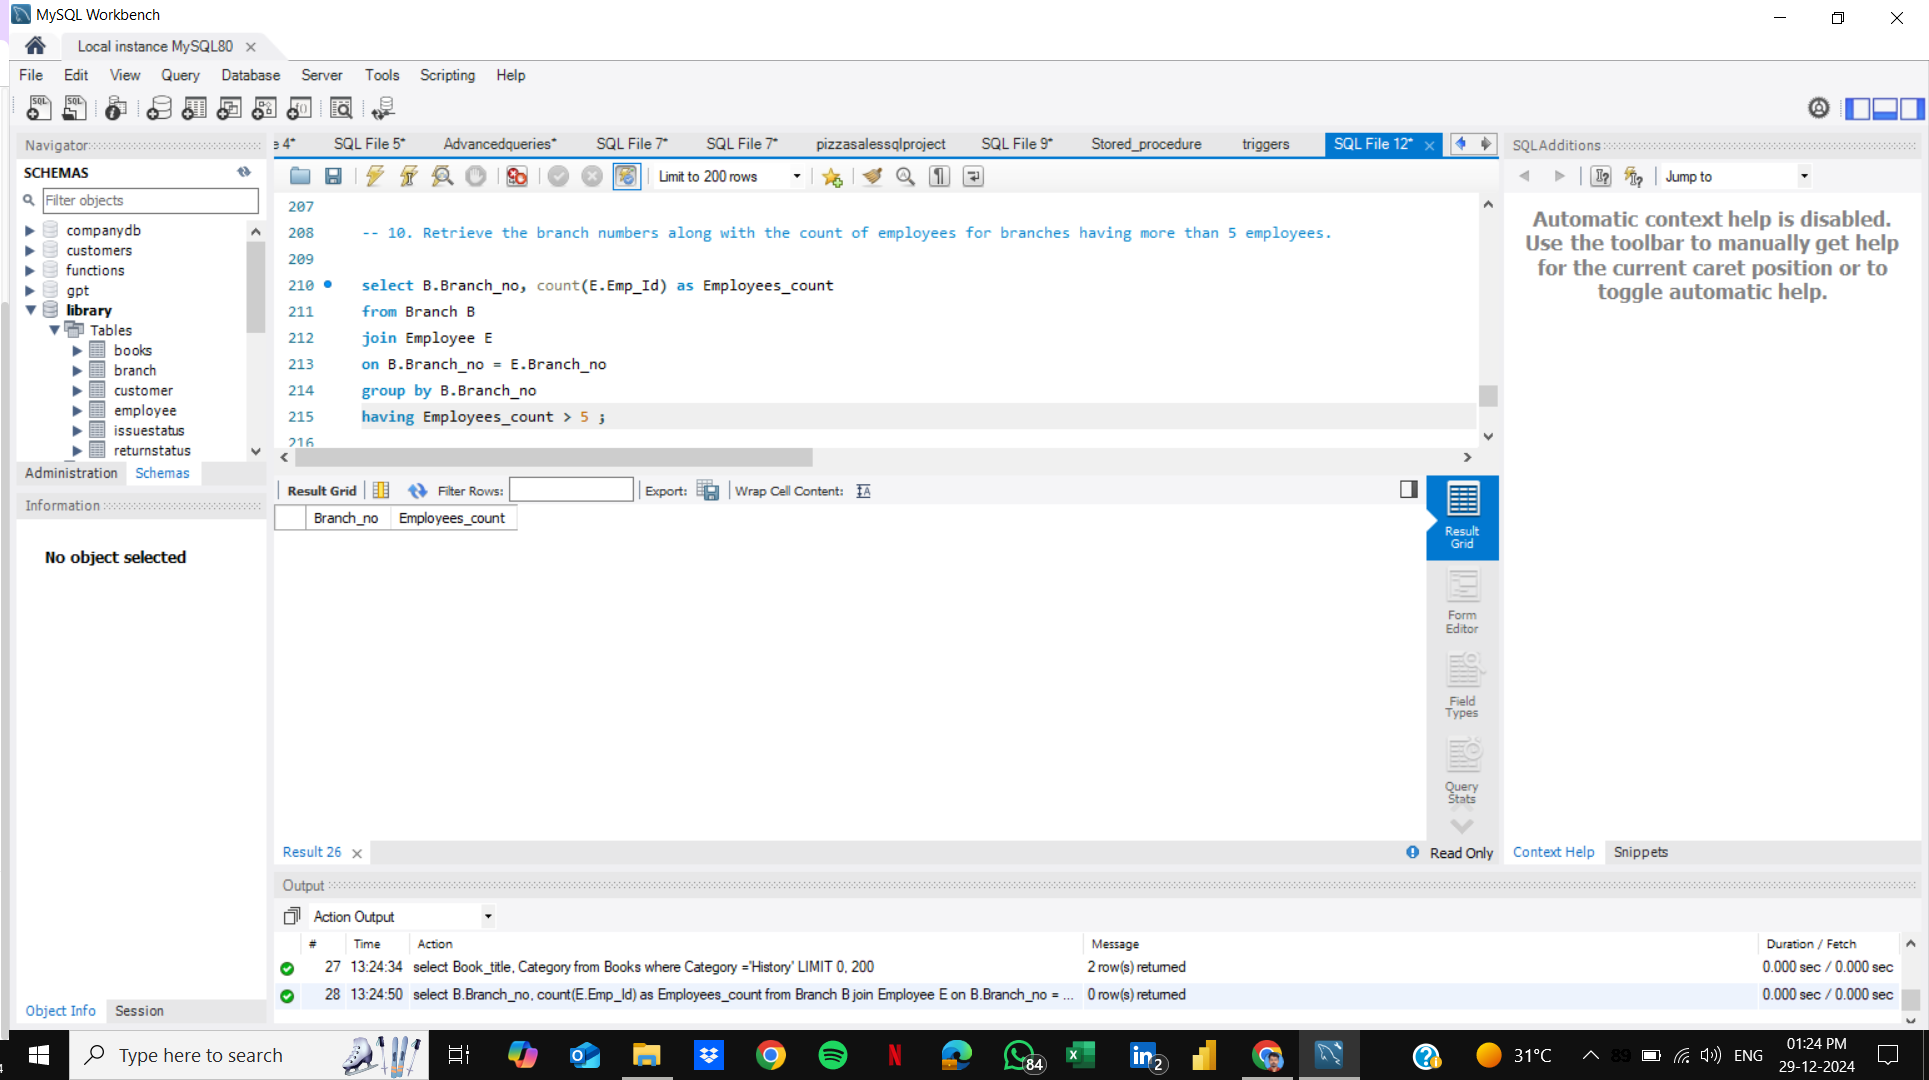 MySQL Workbench
Local instance MySQL80
File Edit View Query Database Server Tools Scripting Help
Navigator
SCHEMAS
Filter objects
companydb
customers
functions
gpt
library
Tables
books
branch
customer
employee
issuestatus
returnstatus
Administration Schemas
Information
No object selected
Object Info Session
e 4* SQL File 5* Advancedqueries* SQL File 7* SQL File 7* pizzasalessqlproject SQL File 9* Stored_procedure triggers SQL File 12*
Limit to 200 rows
207
208 -- 10. Retrieve the branch numbers along with the count of employees for branches having more than 5 employees.
209
210 select B.Branch_no, count(E.Emp_Id) as Employees_count
211 from Branch B
212 join Employee E
213 on B.Branch_no = E.Branch_no
214 group by B.Branch_no
215 having Employees_count > 5 ;
216
Result Grid Filter Rows: Export: Wrap Cell Content:
Branch_no Employees_count
Result
Grid
Form
Editor
Field
Types
Query
Stats
Result 26
Read Only
SQLAdditions
Jump to
Automatic context help is disabled.
Use the toolbar to manually get help
for the current caret position or to
toggle automatic help.
Context Help Snippets
Output
Action Output
# Time Action Message Duration / Fetch
27 13:24:34 select Book_title, Category from Books where Category ='History' LIMIT 0, 200 2 row(s) returned 0.000 sec / 0.000 sec
28 13:24:50 select B.Branch_no, count(E.Emp_Id) as Employees_count from Branch B join Employee E on B.Branch_no = ... 0 row(s) returned 0.000 sec / 0.000 sec
Type here to search
84
2
31°C
89
ENG
01:24 PM
29-12-2024